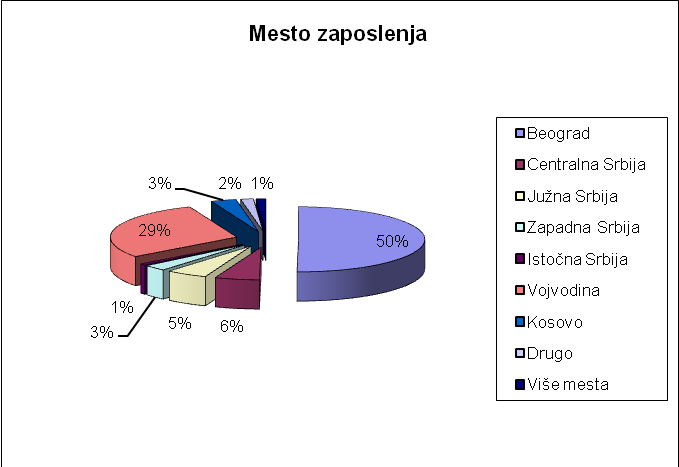 Mesto zaposlenja
3%
2%
1%
29%
50%
1%
3%
5%
6%
Beograd
Centralna Srbija
Južna Srbija
Zapadna Srbija
Istočna Srbija
Vojvodina
Kosovo
Drugo
Više mesta